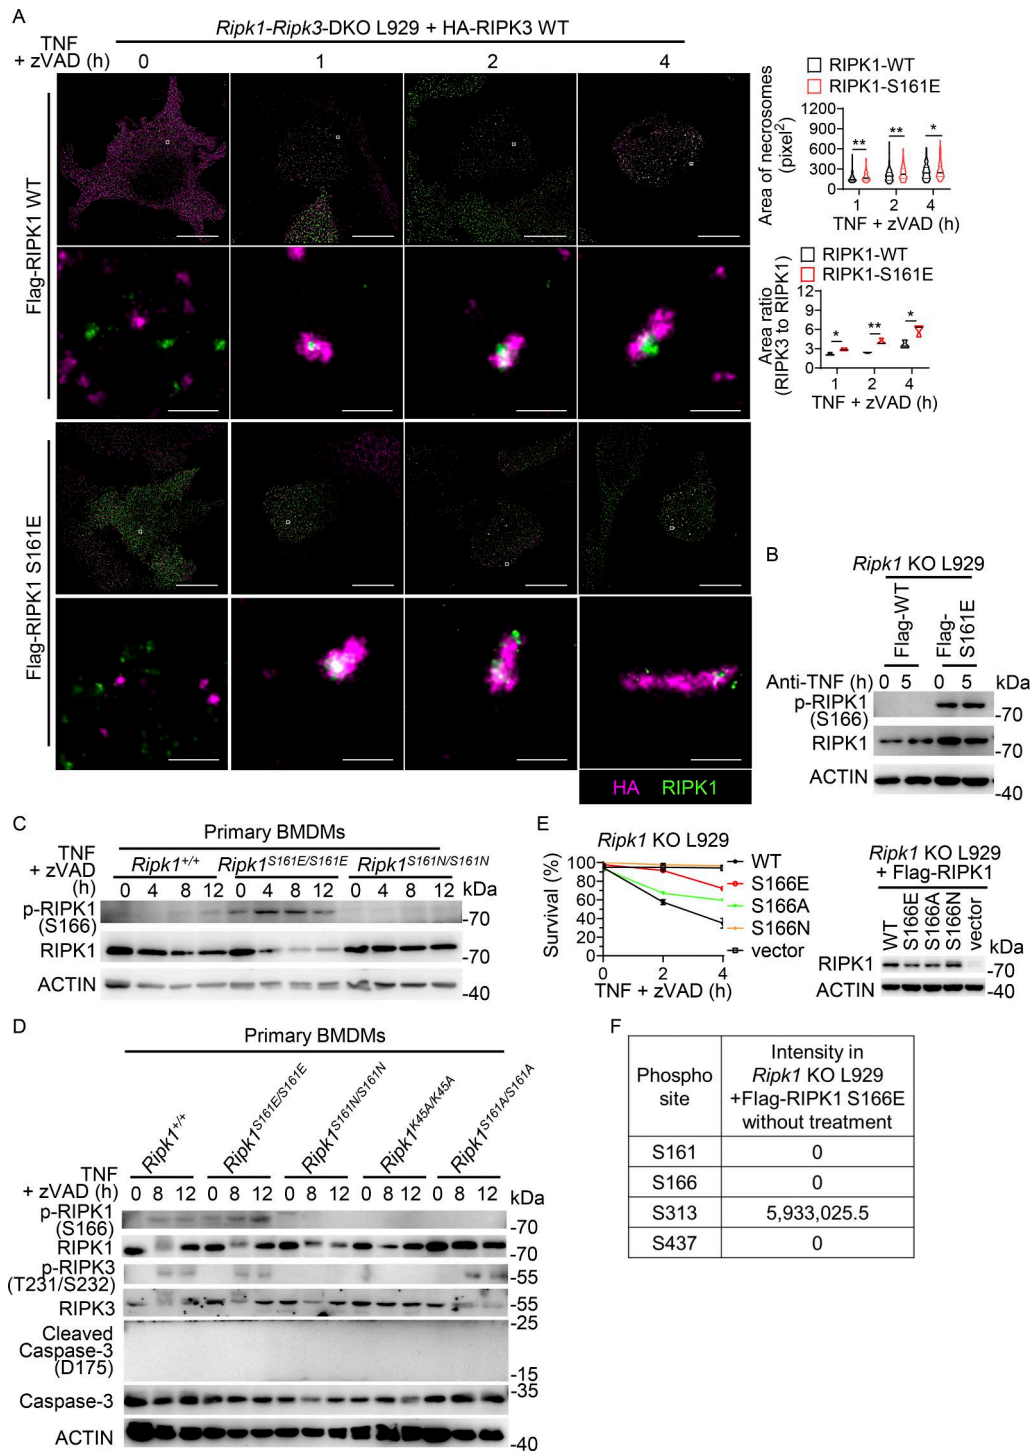 A
Ripk1-Ripk3-DKO L929 + HA-RIPK3 WT
TNF
+ zVAD (h)
0
1
2
4
Flag-RIPK1 WT
Flag-RIPK1 S161E
HA RIPK1
RIPK1-WT
RIPK1-S161E
Area of necrosomes
(pixel2)
1200
900
600
300
0
** ** *
1 2 4
TNF + zVAD (h)
RIPK1-WT
RIPK1-S161E
Area ratio
(RIPK3 to RIPK1)
12
9
6
3
0
* ** *
1 2 4
TNF + zVAD (h)
B
Ripk1 KO L929
Flag-WT
Flag-
S161E
Anti-TNF (h) 0 5 0 5 kDa
p-RIPK1
(S166)
-70
RIPK1
-70
ACTIN
-40
C
Primary BMDMs
TNF
+ zVAD
(h)
Ripk1+/+ Ripk1S161E/S161E Ripk1S161N/S161N
0 4 8 12 0 4 8 12 0 4 8 12 kDa
p-RIPK1
(S166)
-70
RIPK1
-70
ACTIN
-40
D
Primary BMDMs
Ripk1+/+
Ripk1S161E/S161E
Ripk1S161N/S161N
Ripk1K45A/K45A
Ripk1S161A/S161A
TNF
+ zVAD (h)
0 8 12 0 8 12 0 8 12 0 8 12 0 8 12
kDa
p-RIPK1
(S166)
-70
RIPK1
-70
p-RIPK3
(T231/S232)
-55
RIPK3
-55
-25
Cleaved
Caspase-3
(D175)
-15
-35
Caspase-3
ACTIN
-40
E
Ripk1 KO L929
Survival (%)
100
80
60
40
20
0
0 2 4
TNF + zVAD (h)
WT
S166E
S166A
S166N
vector
Ripk1 KO L929
+ Flag-RIPK1
WT
S166E
S166A
S166N
vector
kDa
RIPK1
-70
ACTIN
-40
F
Phospho
site
Intensity in
Ripk1 KO L929
+Flag-RIPK1 S166E
without treatment
S161 0
S166 0
S313 5,933,025.5
S437 0